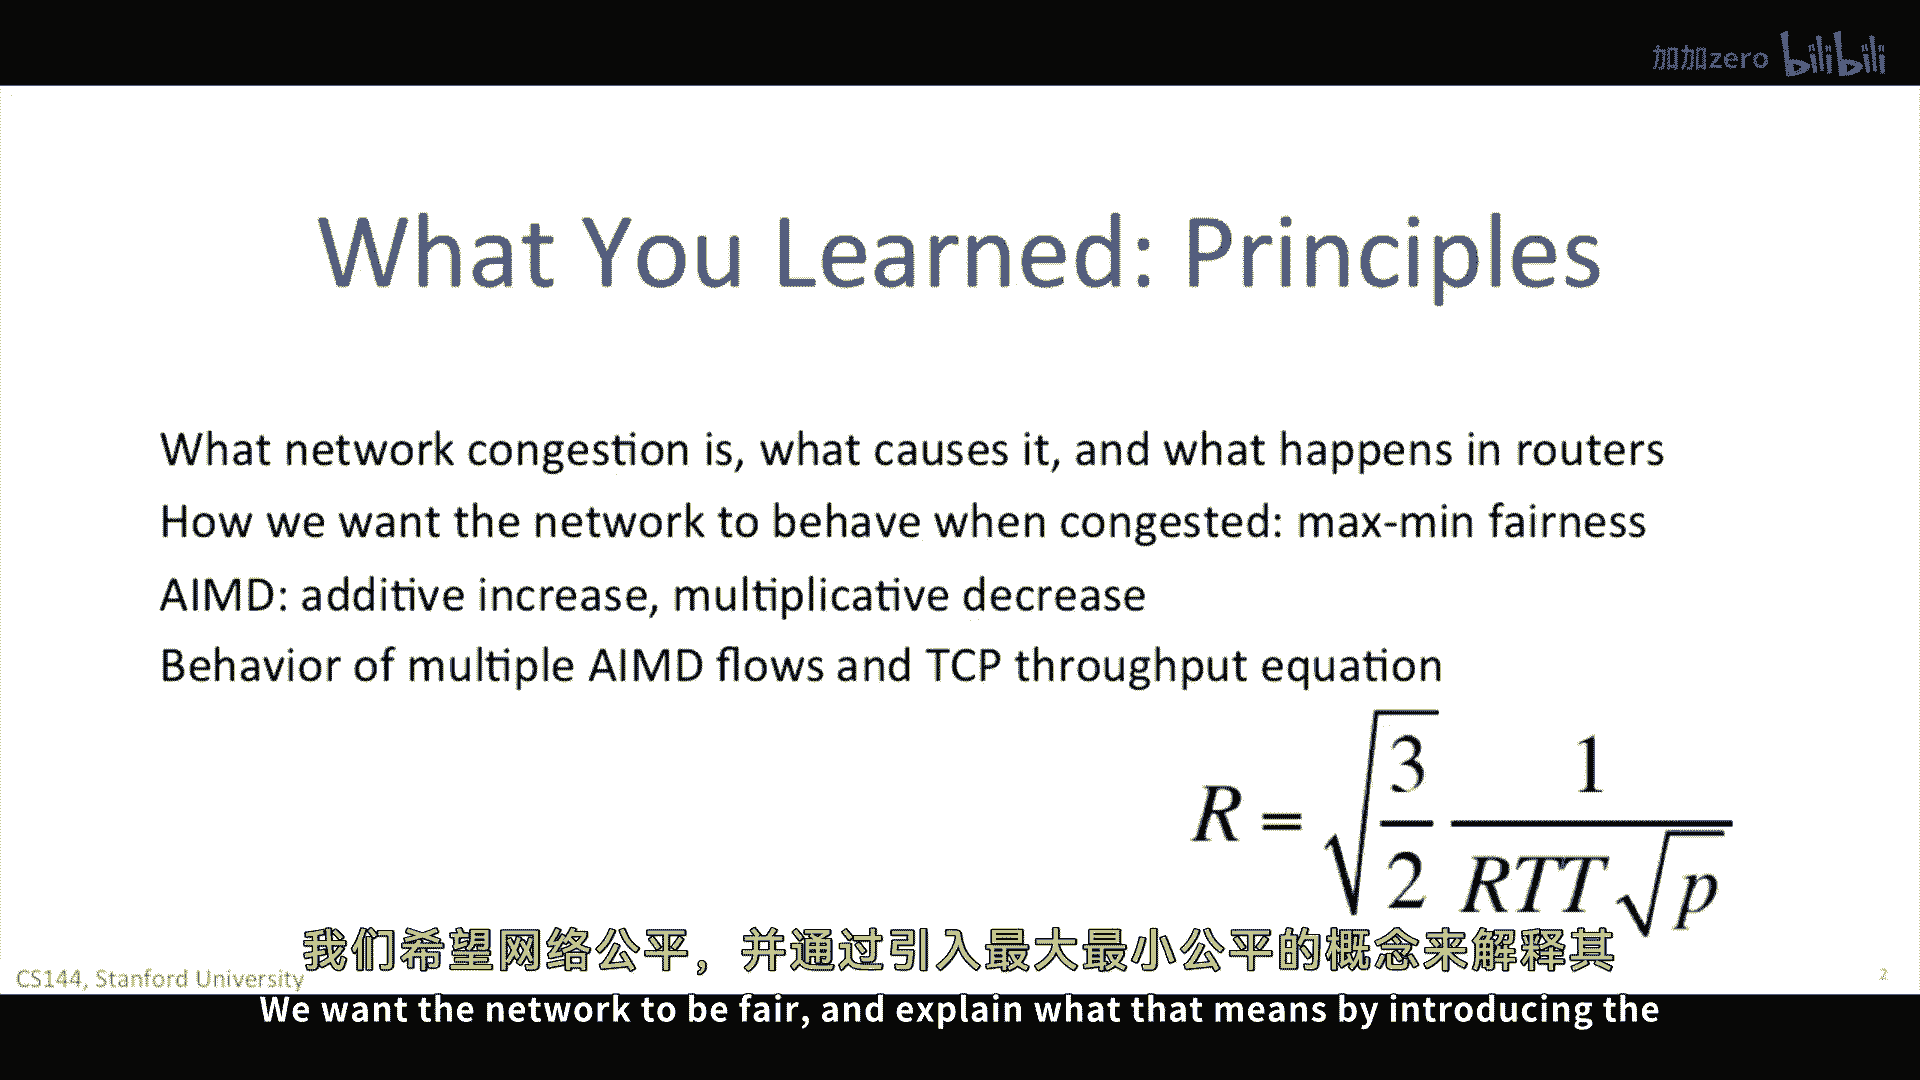 加加zero bilibili
What You Learned: Principles
What network congestion is, what causes it, and what happens in routers
How we want the network to behave when congested: max-min fairness
AIMD: additive increase, multiplicative decrease
Behavior of multiple AIMD flows and TCP throughput equation
R = √(3/2) 1/(RTT√p)
我们希望网络公平，并通过引入最大最小公平的概念来解释其
CS144, Stanford University
2
We want the network to be fair, and explain what that means by introducing the